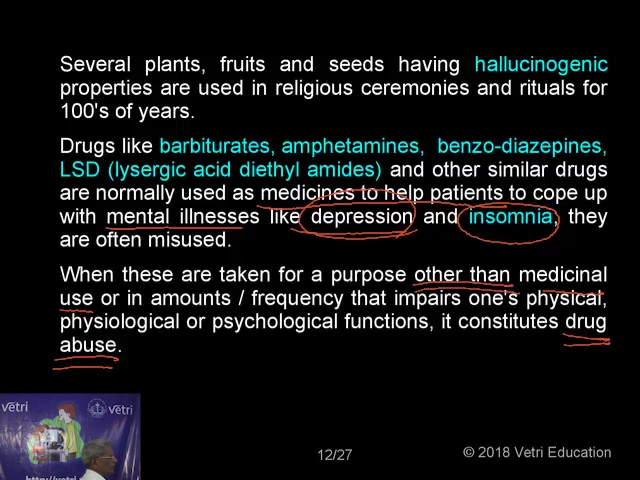 Several plants, fruits and seeds having hallucinogenic
properties are used in religious ceremonies and rituals for
100's of years.
Drugs like barbiturates, amphetamines, benzo-diazepines,
LSD (lysergic acid diethyl amides) and other similar drugs
are normally used as medicines to help patients to cope up
with mental illnesses like depression and insomnia, they
are often misused.
When these are taken for a purpose other than medicinal
use or in amounts / frequency that impairs one's physical,
physiological or psychological functions, it constitutes drug
abuse.
vetri
vetri
12/27
© 2018 Vetri Education